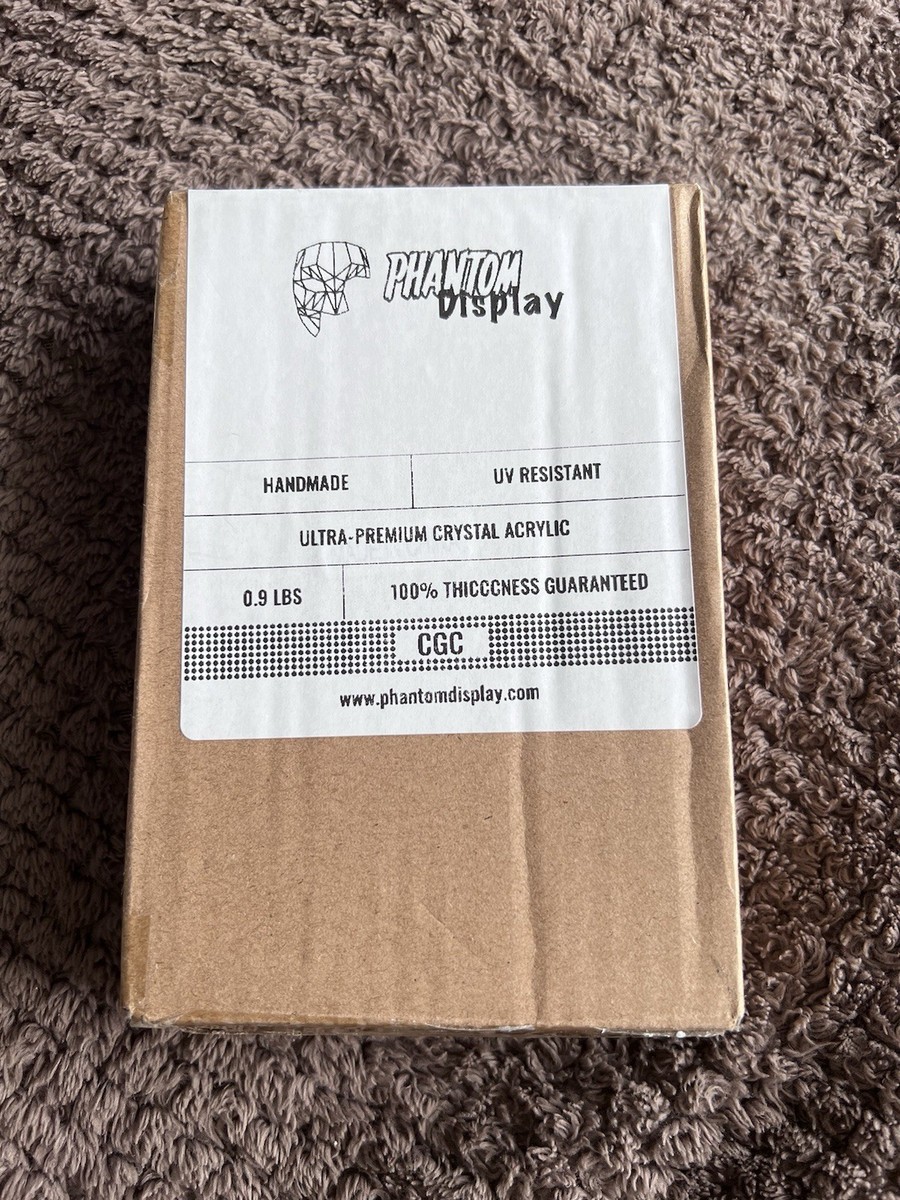 PHANTOM
Display
HANDMADE UV RESISTANT
ULTRA-PREMIUM CRYSTAL ACRYLIC
0.9 LBS 100% THICCCNESS GUARANTEED
CGC
www.phantomdisplay.com